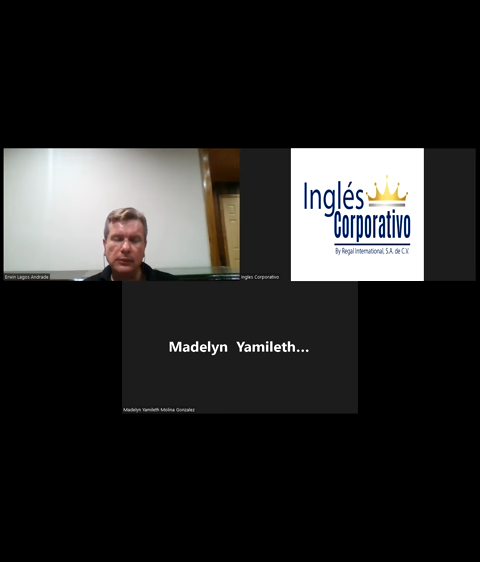 Inglés
Corporativo
By Regal International, S.A. de C.V.
Erwin Lagos Andrade
Ingles Corporativo
Madelyn Yamileth...
Madelyn Yamileth Molina Gonzalez